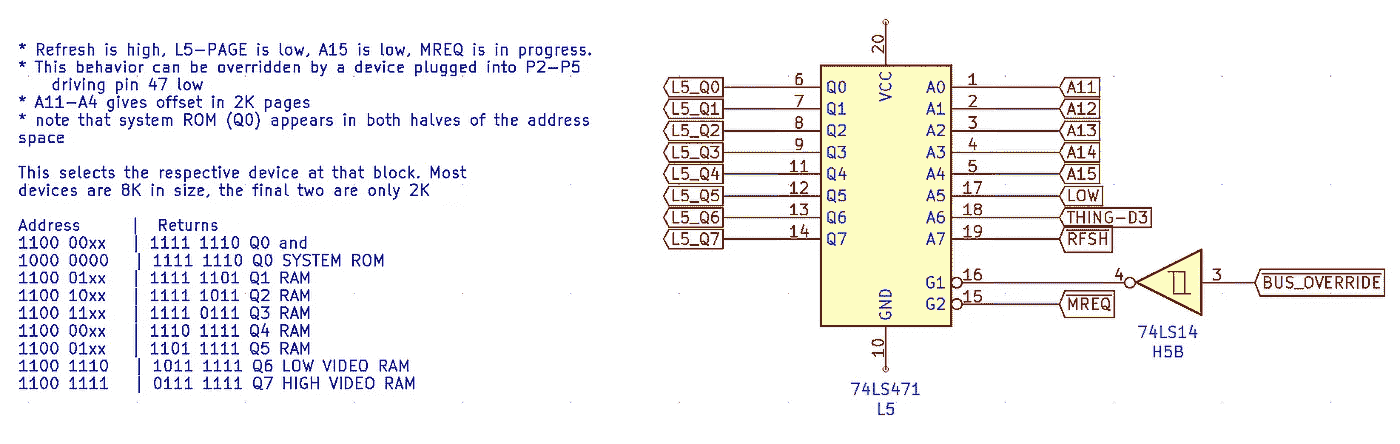 * Refresh is high, L5-PAGE is low, A15 is low, MREQ is in progress.
* This behavior can be overridden by a device plugged into P2-P5
driving pin 47 low
* A11-A4 gives offset in 2K pages
* note that system ROM (Q0) appears in both halves of the address
space
This selects the respective device at that block. Most
devices are 8K in size, the final two are only 2K
Address | Returns
1100 00xx | 1111 1110 Q0 and
1000 0000 | 1111 1110 Q0 SYSTEM ROM
1100 01xx | 1111 1101 Q1 RAM
1100 10xx | 1111 1011 Q2 RAM
1100 11xx | 1111 0111 Q3 RAM
1100 00xx | 1110 1111 Q4 RAM
1100 01xx | 1101 1111 Q5 RAM
1100 1110 | 1011 1111 Q6 LOW VIDEO RAM
1100 1111 | 0111 1111 Q7 HIGH VIDEO RAM
20
VCC
L5_Q0 6 Q0 A0 1 A11
L5_Q1 7 Q1 A1 2 A12
L5_Q2 8 Q2 A2 3 A13
L5_Q3 9 Q3 A3 4 A14
L5_Q4 11 Q4 A4 5 A15
L5_Q5 12 Q5 A5 17 LOW
L5_Q6 13 Q6 A6 18 THING-D3
L5_Q7 14 Q7 A7 19 RFSH
G1 16 4 3 BUS_OVERRIDE
G2 15 MREQ
GND
10
74LS14
H5B
74LS471
L5